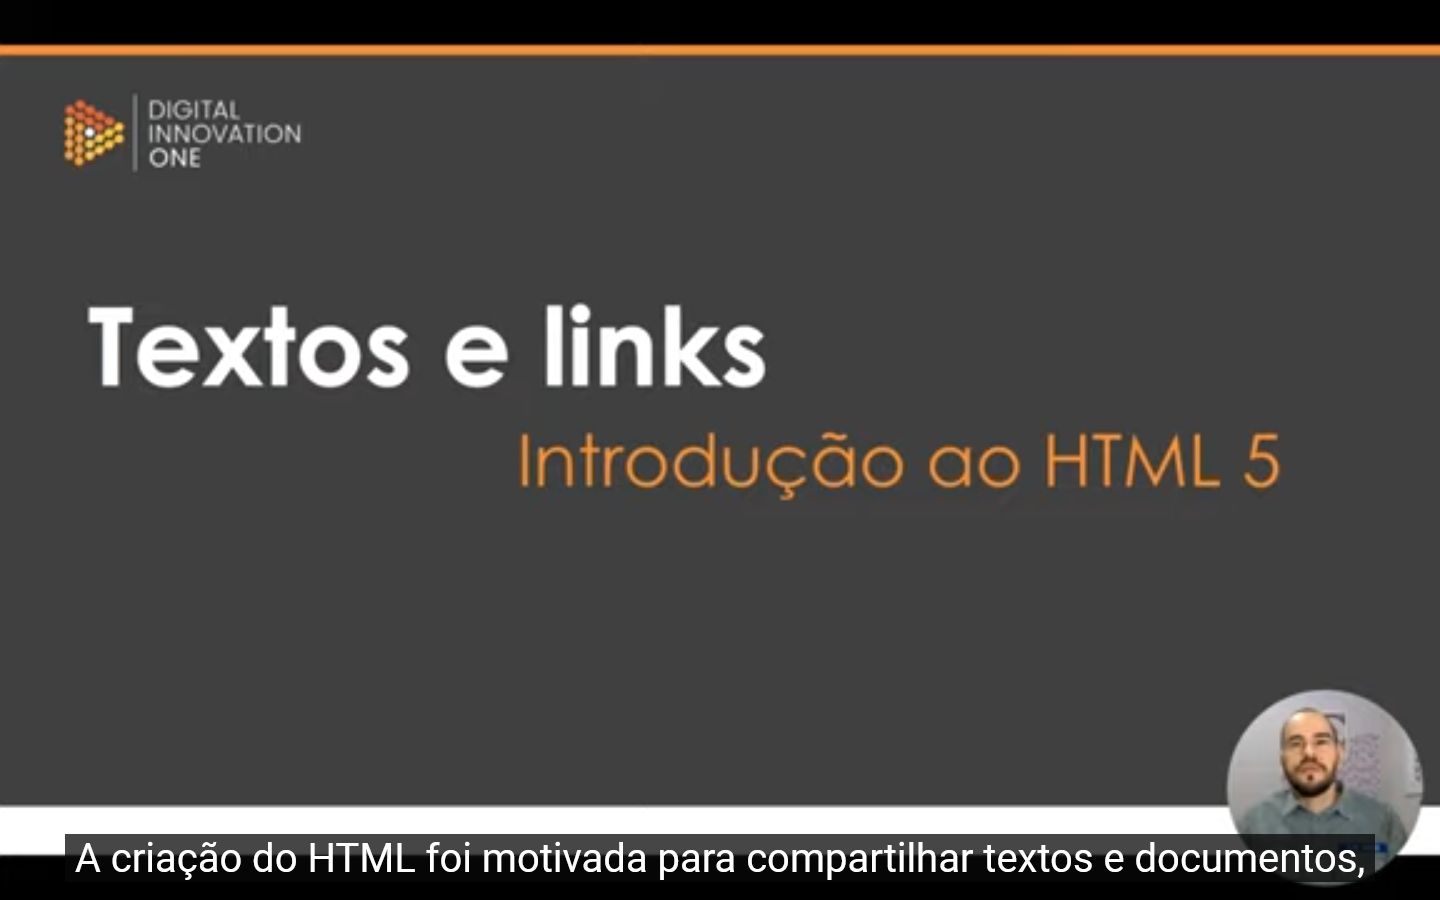 DIGITAL
INNOVATION
ONE
Textos e links
Introdução ao HTML 5
A criação do HTML foi motivada para compartilhar textos e documentos,